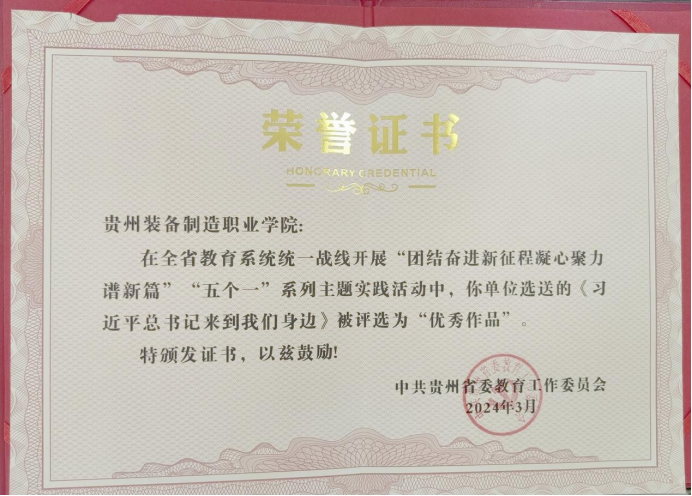 荣誉证书
HONORARY CREDENTIAL
贵州装备制造职业学院:
在全省教育系统统一战线开展“团结奋进新征程凝心聚力
谱新篇”“五个一”系列主题实践活动中，你单位选送的《习
近平总书记来到我们身边》被评选为“优秀作品”。
特颁发证书，以兹鼓励!
中共贵州省委教育工作委员会
2024年3月